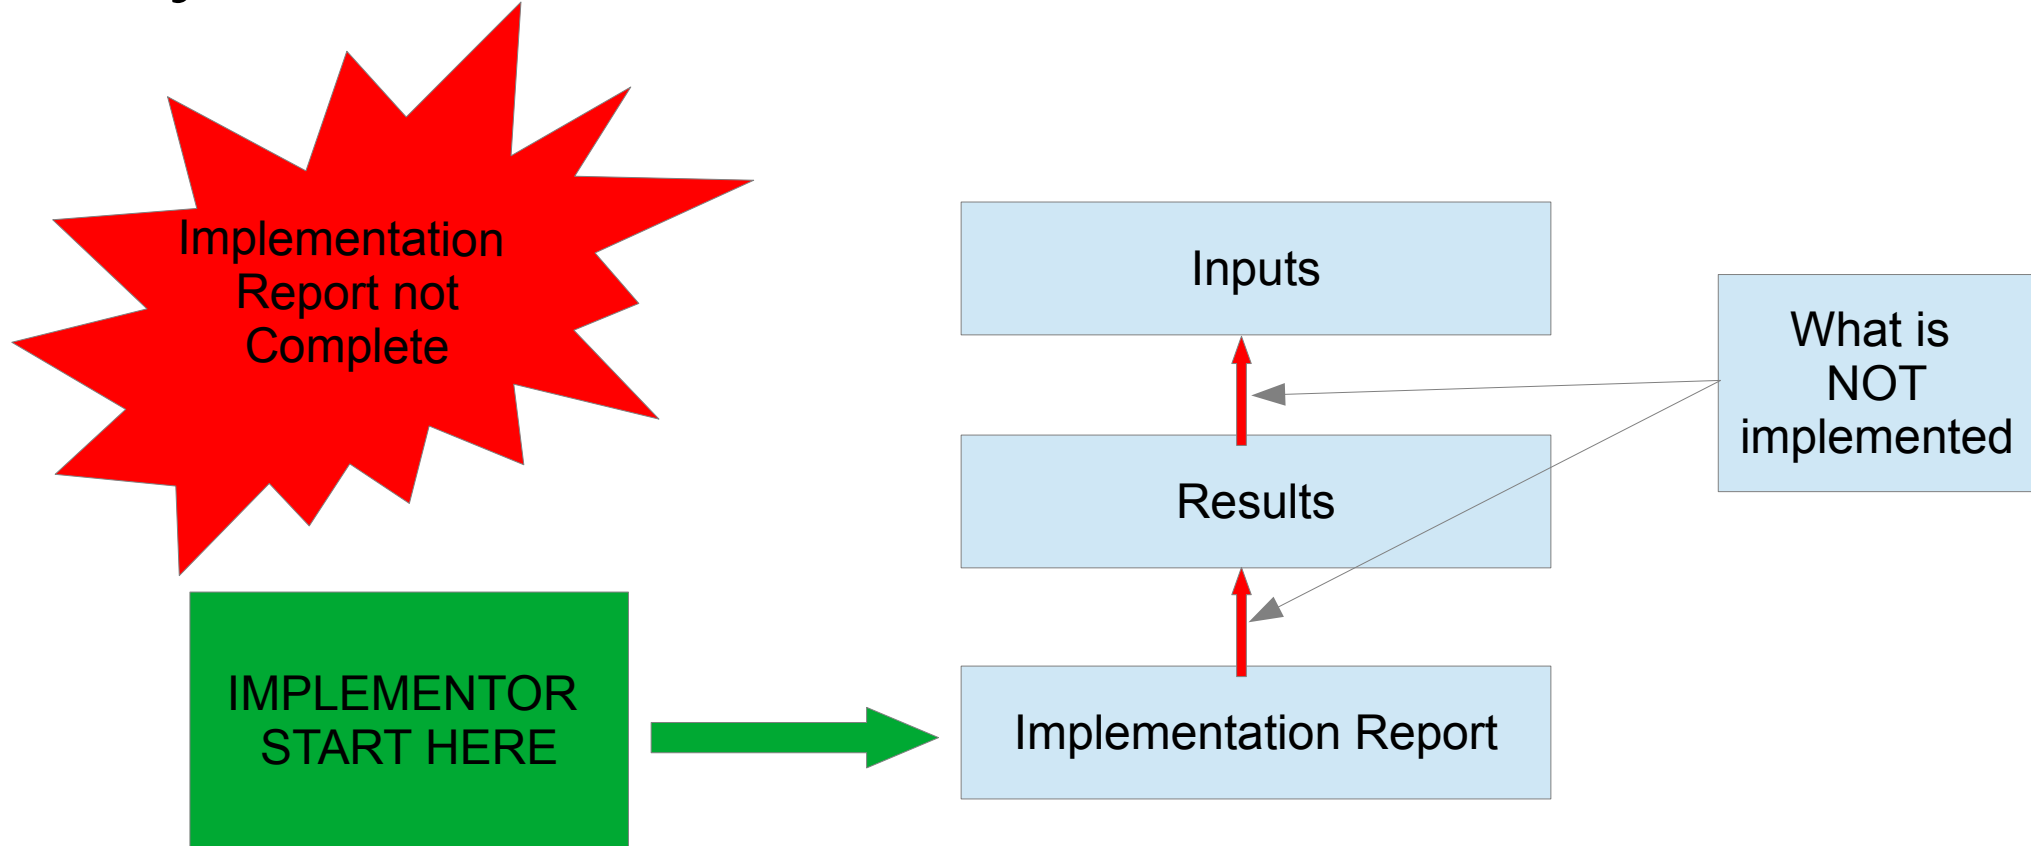 Implementation
Report not
Complete
Inputs
What is
NOT
implemented
Results
IMPLEMENTOR
START HERE
Implementation Report